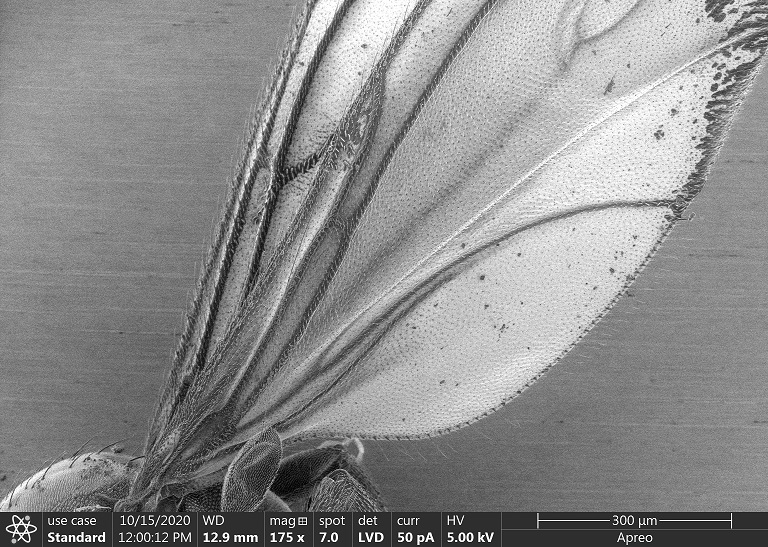 use case 10/15/2020 WD mag⊞ spot det curr HV 300 µm
Standard 12:00:12 PM 12.9 mm 175 x 7.0 LVD 50 pA 5.00 kV Apreo